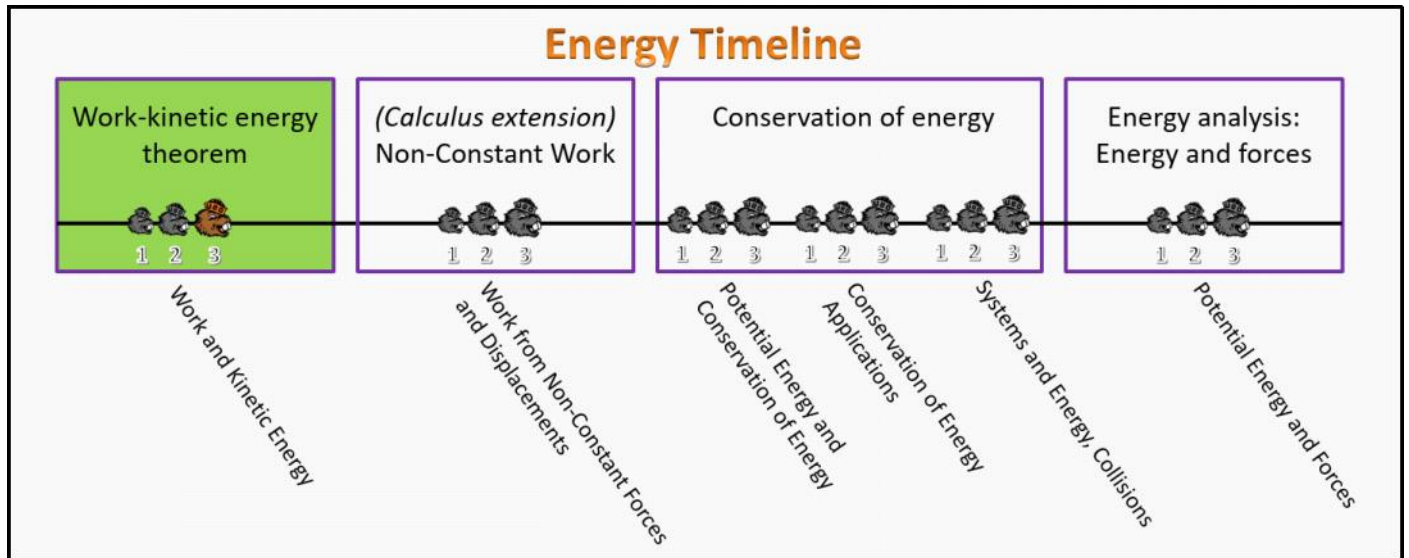 Energy Timeline
Work-kinetic energy
theorem
(Calculus extension)
Non-Constant Work
Conservation of energy
Energy analysis:
Energy and forces
1 2 3
1 2 3
1 2 3
1 2 3
1 2 3
1 2 3
Work and Kinetic Energy
Work from Non-Constant Forces
and Displacements
Potential Energy and
Conservation of Energy
Conservation of Energy
Applications
Systems and Energy, Collisions
Potential Energy and Forces